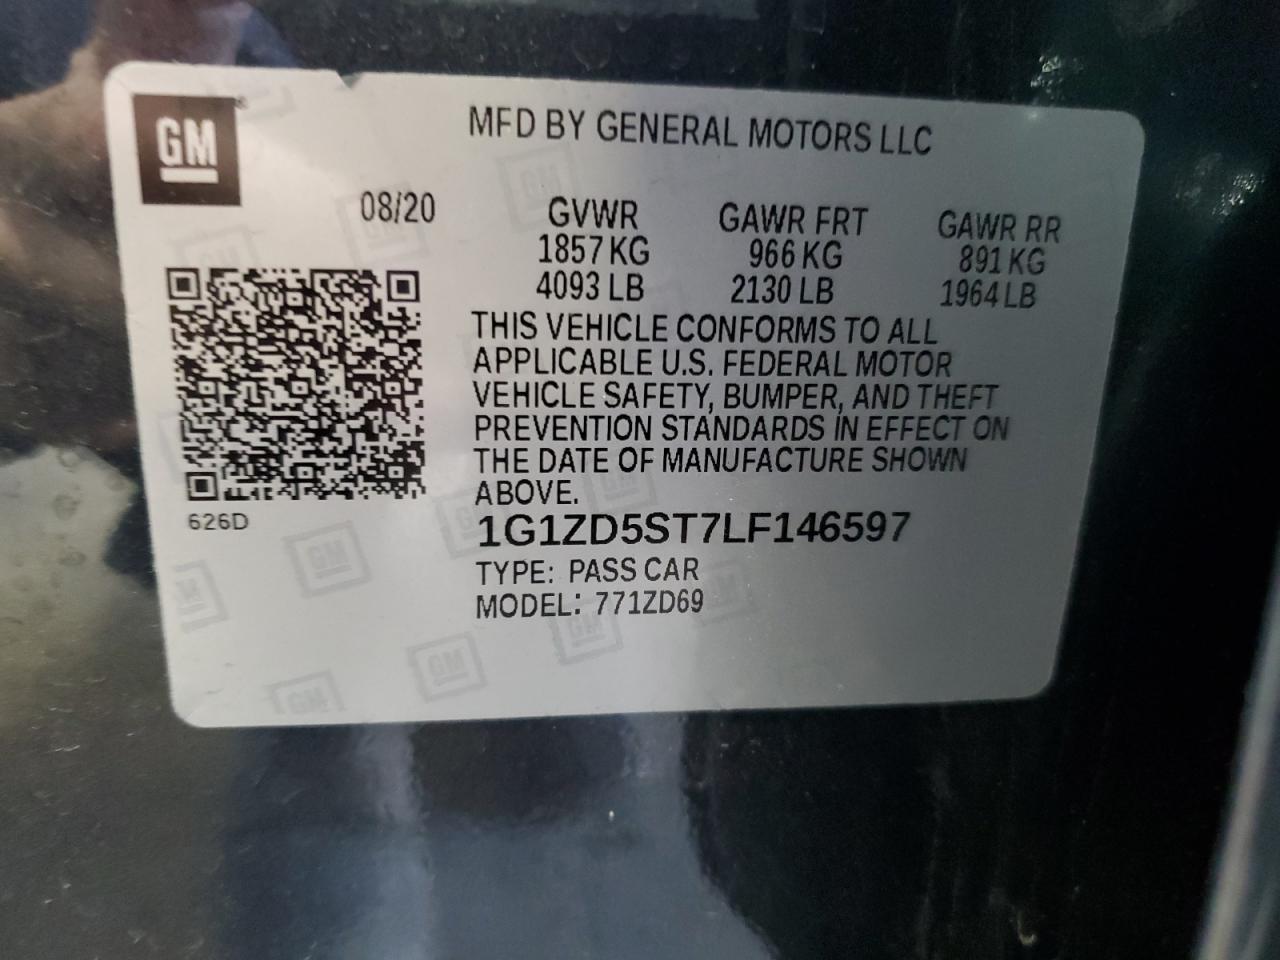 GM
MFD BY GENERAL MOTORS LLC
08/20
GVWR GAWR FRT GAWR RR
1857 KG 966 KG 891 KG
4093 LB 2130 LB 1964 LB
THIS VEHICLE CONFORMS TO ALL
APPLICABLE U.S. FEDERAL MOTOR
VEHICLE SAFETY, BUMPER, AND THEFT
PREVENTION STANDARDS IN EFFECT ON
THE DATE OF MANUFACTURE SHOWN
ABOVE.
626D
1G1ZD5ST7LF146597
TYPE: PASS CAR
MODEL: 771ZD69